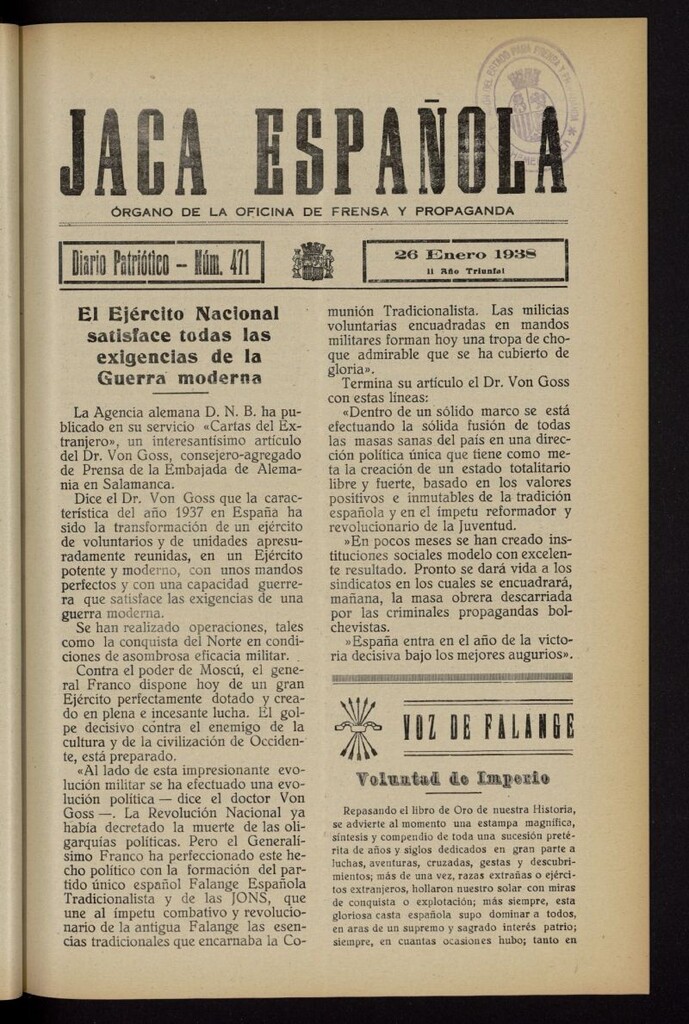 JACA ESPAÑOLA
ÓRGANO DE LA OFICINA DE FRENSA Y PROPAGANDA
Diario Patriótico — Núm. 471
26 Enero 1938
II Año Triunfal
El Ejército Nacional
satisface todas las
exigencias de la
Guerra moderna
La Agencia alemana D. N. B. ha pu-
blicado en su servicio «Cartas del Ex-
tranjero», un interesantísimo artículo
del Dr. Von Goss, consejero-agregado
de Prensa de la Embajada de Alema-
nia en Salamanca.
Dice el Dr. Von Goss que la carac-
terística del año 1937 en España ha
sido la transformación de un ejército
de voluntarios y de unidades apresu-
radamente reunidas, en un Ejército
potente y moderno, con unos mandos
perfectos y con una capacidad guerre-
ra que satisface las exigencias de una
guerra moderna.
Se han realizado operaciones, tales
como la conquista del Norte en condi-
ciones de asombrosa eficacia militar.
Contra el poder de Moscú, el gene-
ral Franco dispone hoy de un gran
Ejército perfectamente dotado y crea-
do en plena e incesante lucha. El gol-
pe decisivo contra el enemigo de la
cultura y de la civilización de Occiden-
te, está preparado.
«Al lado de esta impresionante evo-
lución militar se ha efectuado una evo-
lución política — dice el doctor Von
Goss —. La Revolución Nacional ya
había decretado la muerte de las oli-
garquías políticas. Pero el Generalí-
simo Franco ha perfeccionado este he-
cho político con la formación del par-
tido único español Falange Española
Tradicionalista y de las JONS, que
une al ímpetu combativo y revolucio-
nario de la antigua Falange las esen-
cias tradicionales que encarnaba la Co-
munión Tradicionalista. Las milicias
voluntarias encuadradas en mandos
militares forman hoy una tropa de cho-
que admirable que se ha cubierto de
gloria».
Termina su artículo el Dr. Von Goss
con estas líneas:
«Dentro de un sólido marco se está
efectuando la sólida fusión de todas
las masas sanas del país en una direc-
ción política única que tiene como me-
ta la creación de un estado totalitario
libre y fuerte, basado en los valores
positivos e inmutables de la tradición
española y en el ímpetu reformador y
revolucionario de la Juventud.
»En pocos meses se han creado ins-
tituciones sociales modelo con excelen-
te resultado. Pronto se dará vida a los
sindicatos en los cuales se encuadrará,
mañana, la masa obrera descarriada
por las criminales propagandas bol-
chevistas.
»España entra en el año de la victo-
ria decisiva bajo los mejores augurios».
VOZ DE FALANGE
Voluntad de Imperio
Repasando el libro de Oro de nuestra Historia,
se advierte al momento una estampa magnífica,
síntesis y compendio de toda una sucesión preté-
rita de años y siglos dedicados en gran parte a
luchas, aventuras, cruzadas, gestas y descubri-
mientos; más de una vez, razas extrañas o ejérci-
tos extranjeros, hollaron nuestro solar con miras
de conquista o explotación; más siempre, esta
gloriosa casta española supo dominar a todos,
en aras de un supremo y sagrado interés patrio;
siempre, en cuantas ocasiones hubo; tanto en